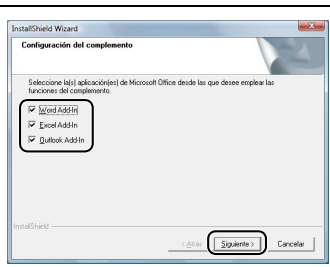 InstallShield Wizard
Configuración del complemento
Seleccione la(s) aplicación(es) de Microsoft Office desde las que desee emplear las
funciones del complemento.
Word Add-In
Excel Add-In
Outlook Add-In
InstallShield
< Atrás
Siguiente >
Cancelar